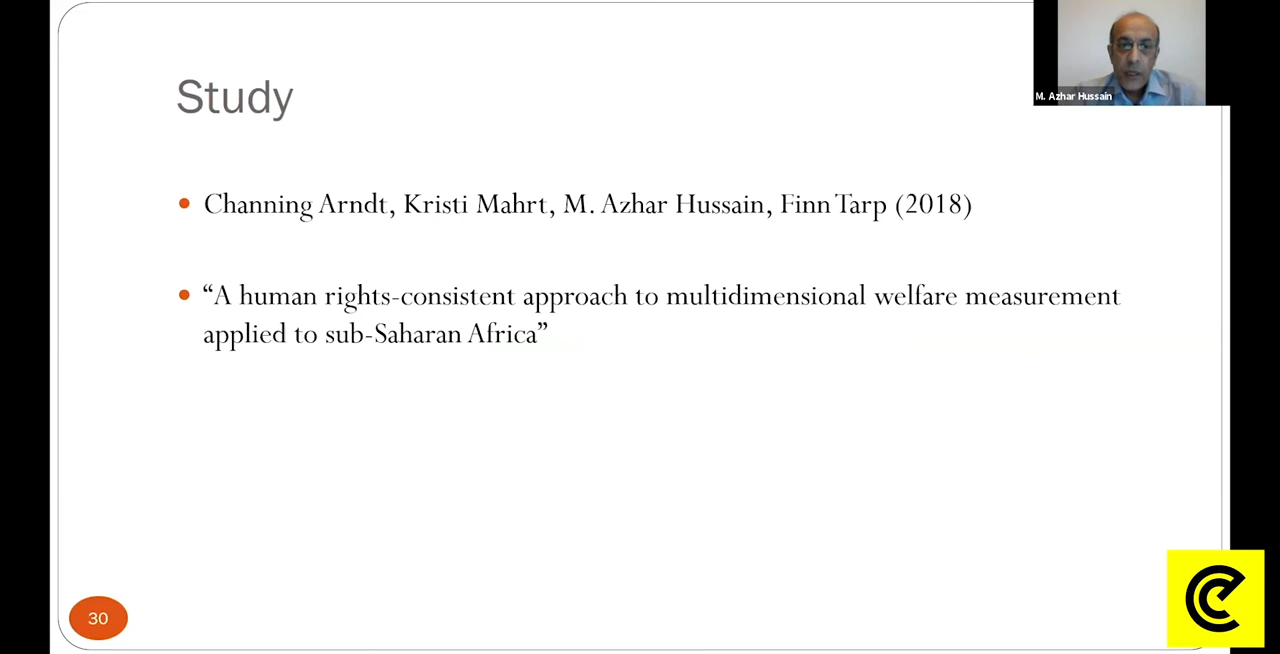 Study
M. Azhar Hussain
• Channing Arndt, Kristi Mahrt, M. Azhar Hussain, Finn Tarp (2018)
• “A human rights-consistent approach to multidimensional welfare measurement
applied to sub-Saharan Africa”
30